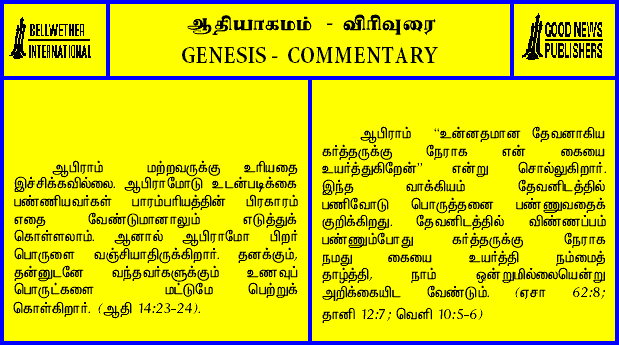 BELLWETHER
INTERNATIONAL
ஆதியாகமம் - விரிவுரை
GENESIS - COMMENTARY
GOOD NEWS
PUBLISHERS
ஆபிராம் மற்றவருக்கு உரியதை
இச்சிக்கவில்லை. ஆபிராமோடு உடன்படிக்கை
பண்ணியவர்கள் பாரம்பரியத்தின் பிரகாரம்
எதை வேண்டுமானாலும் எடுத்துக்
கொள்ளலாம். ஆனால் ஆபிராமோ பிறர்
பொருளை வஞ்சியாதிருக்கிறார். தனக்கும்,
தன்னுடனே வந்தவர்களுக்கும் உணவுப்
பொருட்களை மட்டுமே பெற்றுக்
கொள்கிறார். (ஆதி 14:23-24).
ஆபிராம் “உன்னதமான தேவனாகிய
கர்த்தருக்கு நேராக என் கையை
உயர்த்துகிறேன்” என்று சொல்லுகிறார்.
இந்த வாக்கியம் தேவனிடத்தில்
பணிவோடு பொருத்தனை பண்ணுவதைக்
குறிக்கிறது. தேவனிடத்தில் விண்ணப்பம்
பண்ணும்போது கர்த்தருக்கு நேராக
நமது கையை உயர்த்தி நம்மைத்
தாழ்த்தி, நாம் ஒன்றுமில்லையென்று
அறிக்கையிட வேண்டும். (ஏசா 62:8;
தானி 12:7; வெளி 10:5-6)